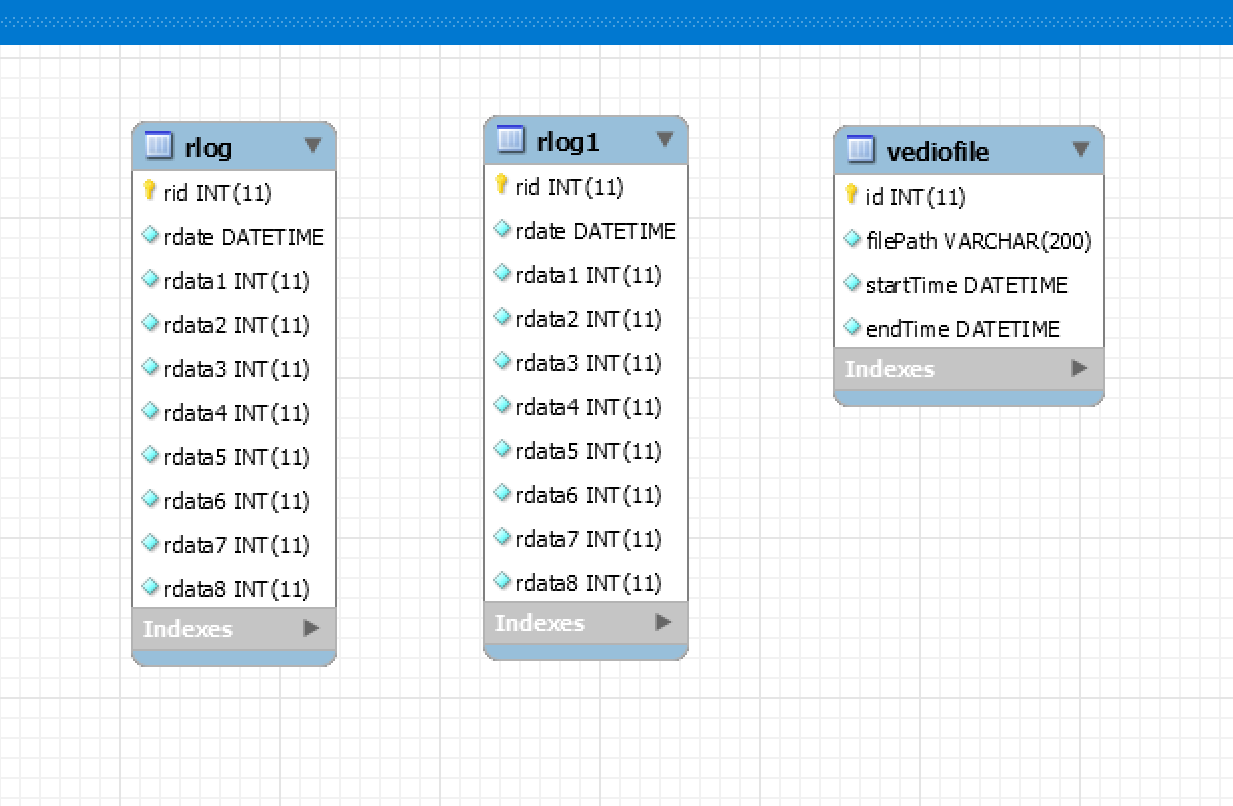 rlog
rid INT(11)
rdate DATETIME
rdata1 INT(11)
rdata2 INT(11)
rdata3 INT(11)
rdata4 INT(11)
rdata5 INT(11)
rdata6 INT(11)
rdata7 INT(11)
rdata8 INT(11)
Indexes
rlog1
rid INT(11)
rdate DATETIME
rdata1 INT(11)
rdata2 INT(11)
rdata3 INT(11)
rdata4 INT(11)
rdata5 INT(11)
rdata6 INT(11)
rdata7 INT(11)
rdata8 INT(11)
Indexes
vediofile
id INT(11)
filePath VARCHAR(200)
startTime DATETIME
endTime DATETIME
Indexes